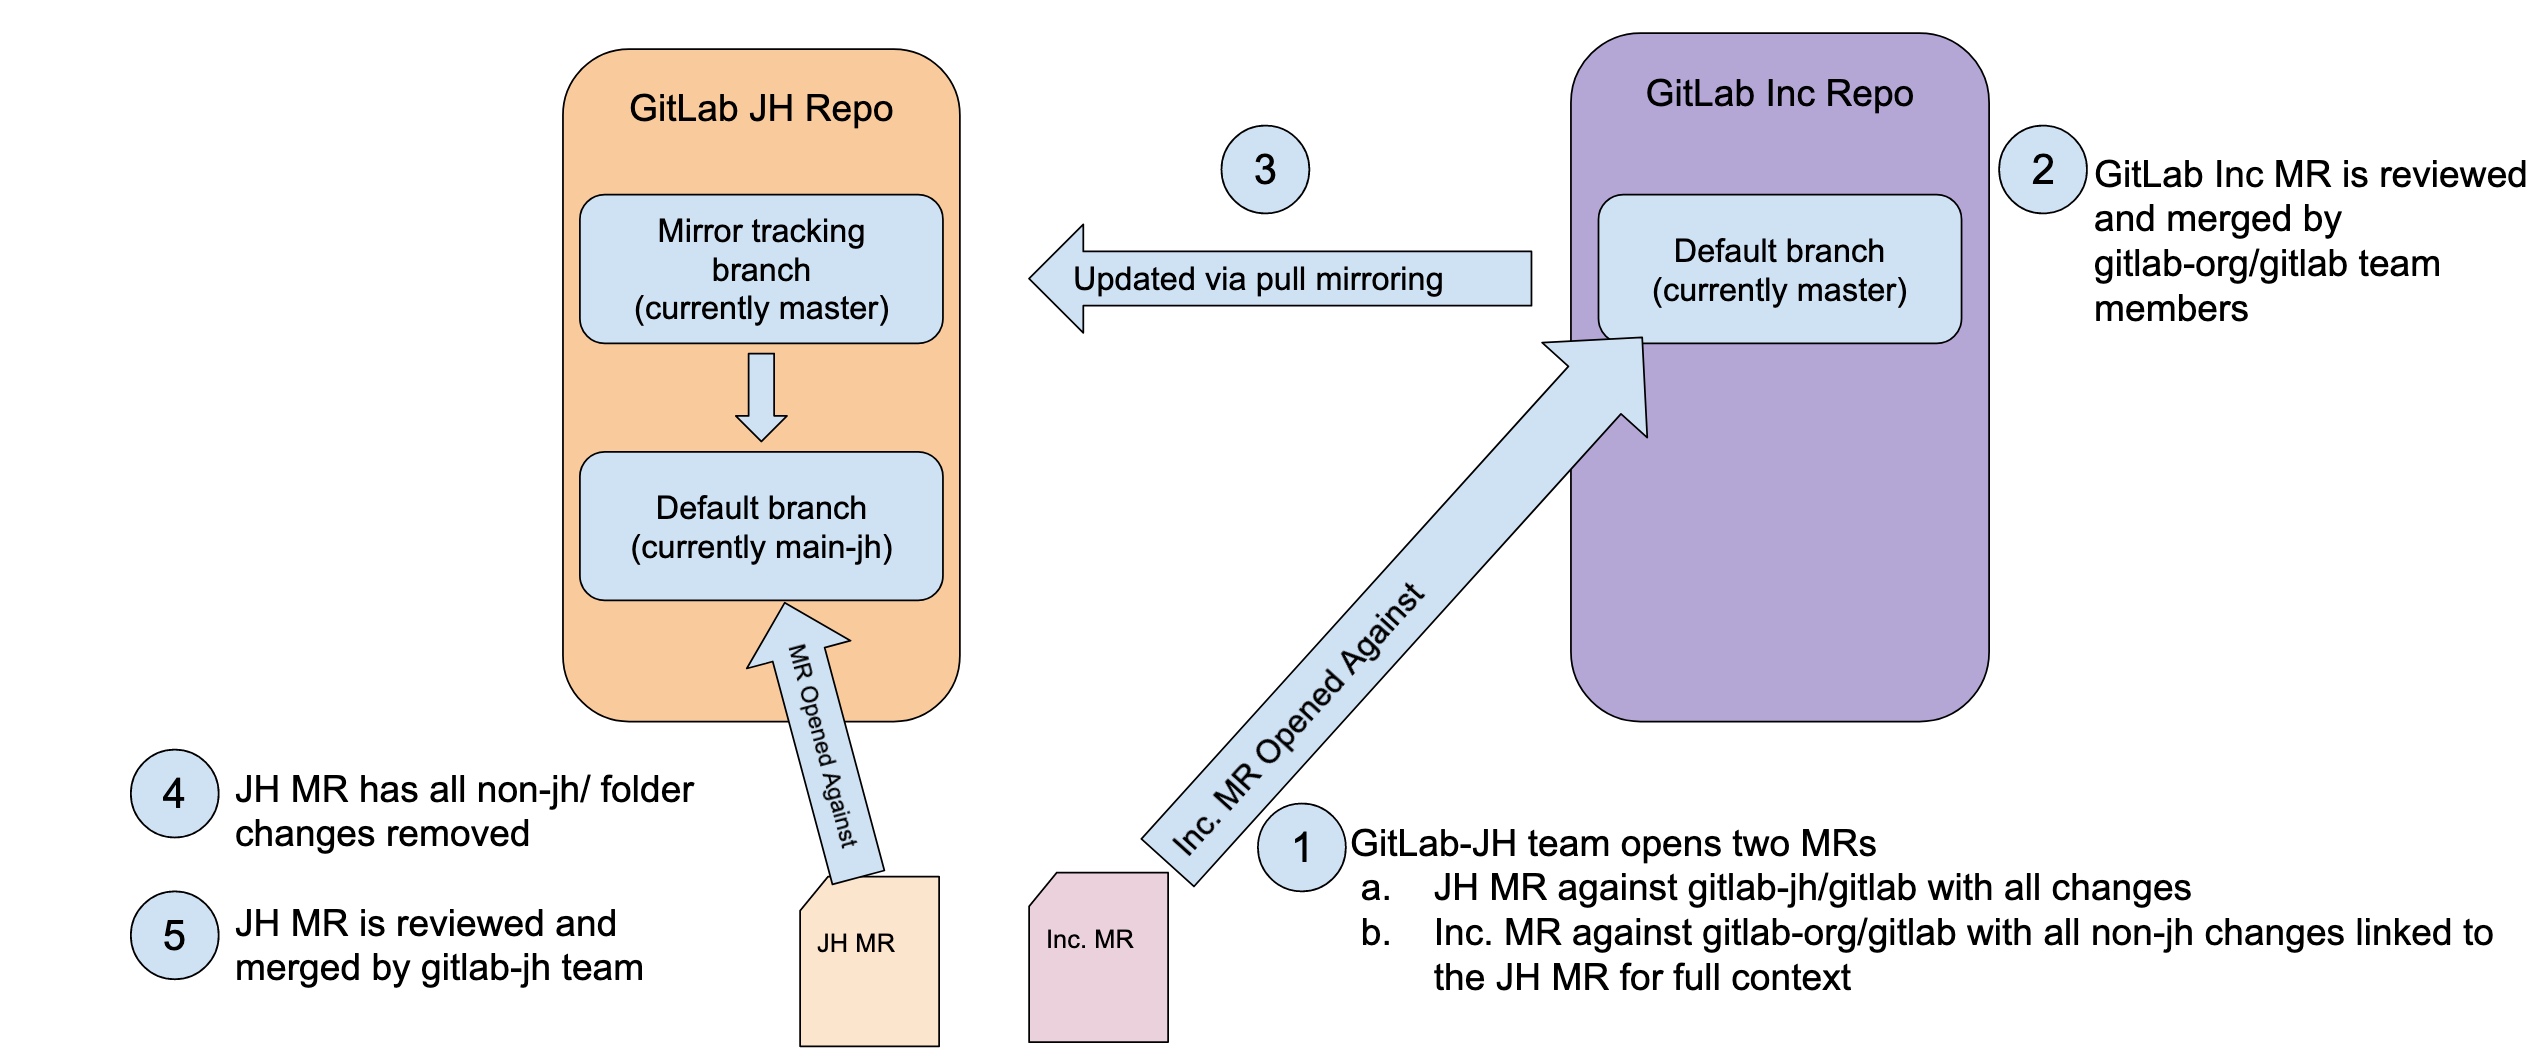 GitLab JH Repo
Mirror tracking
branch
(currently master)
Default branch
(currently main-jh)
MR Opened Against
JH MR
3
Updated via pull mirroring
GitLab Inc Repo
Default branch
(currently master)
2
GitLab Inc MR is reviewed
and merged by
gitlab-org/gitlab team
members
Inc. MR Opened Against
Inc. MR
1
GitLab-JH team opens two MRs
a. JH MR against gitlab-jh/gitlab with all changes
b. Inc. MR against gitlab-org/gitlab with all non-jh changes linked to
the JH MR for full context
4
JH MR has all non-jh/ folder
changes removed
5
JH MR is reviewed and
merged by gitlab-jh team